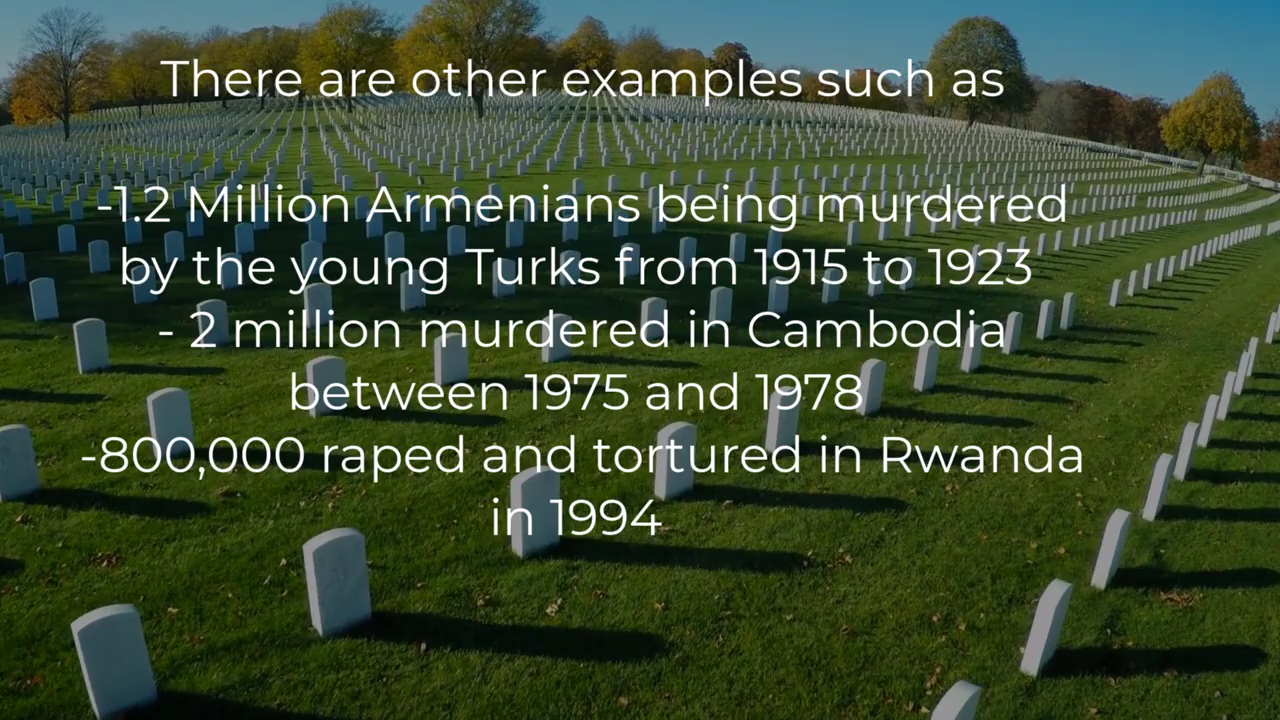 There are other examples such as
-1.2 Million Armenians being murdered
by the young Turks from 1915 to 1923
- 2 million murdered in Cambodia
between 1975 and 1978
-800,000 raped and tortured in Rwanda
in 1994